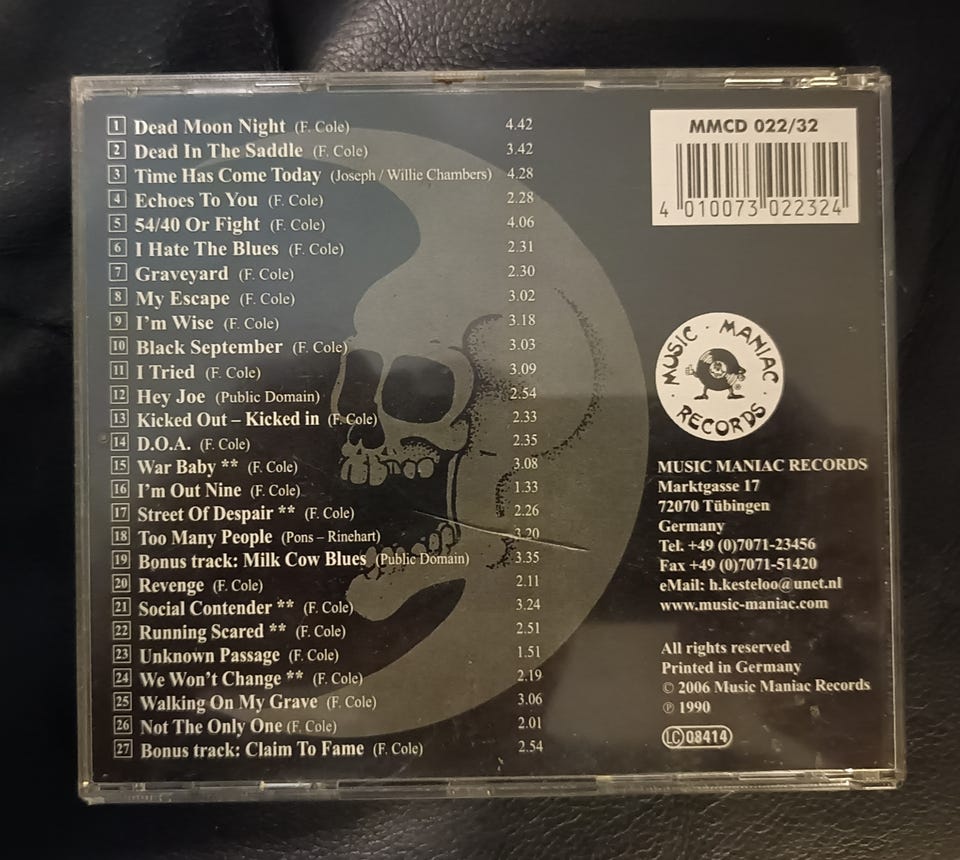 1 Dead Moon Night (F. Cole) 4.42
2 Dead In The Saddle (F. Cole) 3.42
3 Time Has Come Today (Joseph / Willie Chambers) 4.28
4 Echoes To You (F. Cole) 2.28
5 54/40 Or Fight (F. Cole) 4.06
6 I Hate The Blues (F. Cole) 2.31
7 Graveyard (F. Cole) 2.30
8 My Escape (F. Cole) 3.02
9 I'm Wise (F. Cole) 3.18
10 Black September (F. Cole) 3.03
11 I Tried (F. Cole) 3.09
12 Hey Joe (Public Domain) 2.54
13 Kicked Out – Kicked in (F. Cole) 2.33
14 D.O.A. (F. Cole) 2.35
15 War Baby ** (F. Cole) 3.08
16 I'm Out Nine (F. Cole) 1.33
17 Street Of Despair ** (F. Cole) 2.26
18 Too Many People (Pons – Rinehart) 3.20
19 Bonus track: Milk Cow Blues (Public Domain) 3.35
20 Revenge (F. Cole) 2.11
21 Social Contender ** (F. Cole) 3.24
22 Running Scared ** (F. Cole) 2.51
23 Unknown Passage (F. Cole) 1.51
24 We Won't Change ** (F. Cole) 2.19
25 Walking On My Grave (F. Cole) 3.06
26 Not The Only One (F. Cole) 2.01
27 Bonus track: Claim To Fame (F. Cole) 2.54
MMCD 022/32
4 010073 022324
MUSIC · MANIAC · RECORDS
®
MUSIC MANIAC RECORDS
Marktgasse 17
72070 Tübingen
Germany
Tel. +49 (0)7071-23456
Fax +49 (0)7071-51420
eMail: h.kesteloo@unet.nl
www.music-maniac.com
All rights reserved
Printed in Germany
© 2006 Music Maniac Records
℗ 1990
LC 08414